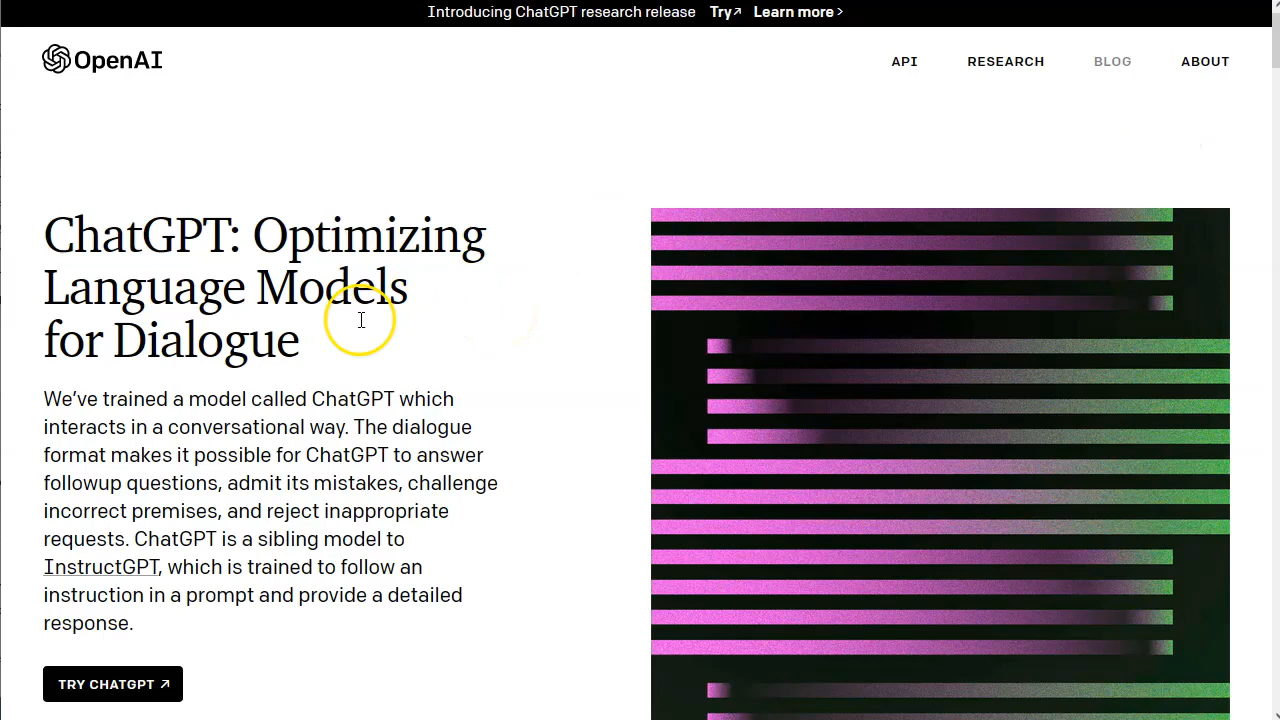 Introducing ChatGPT research release Try↗ Learn more >
OpenAI
API RESEARCH BLOG ABOUT
ChatGPT: Optimizing
Language Models
for Dialogue
We’ve trained a model called ChatGPT which
interacts in a conversational way. The dialogue
format makes it possible for ChatGPT to answer
followup questions, admit its mistakes, challenge
incorrect premises, and reject inappropriate
requests. ChatGPT is a sibling model to
InstructGPT, which is trained to follow an
instruction in a prompt and provide a detailed
response.
TRY CHATGPT ↗